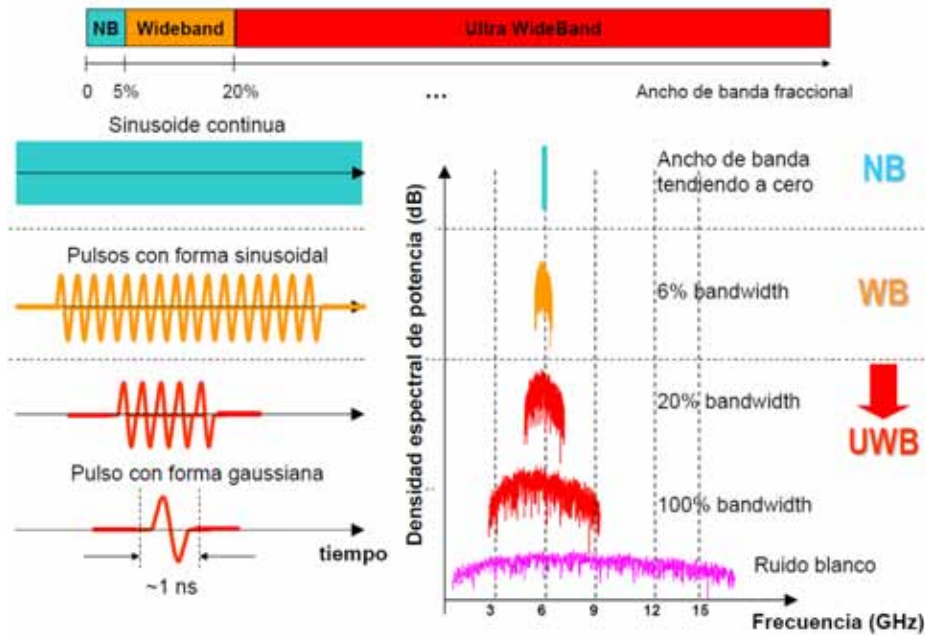 NB Wideband Ultra WideBand
0 5% 20% ... Ancho de banda fraccional
Sinusoide continua
Pulsos con forma sinusoidal
Pulso con forma gaussiana
tiempo
~1 ns
Densidad espectral de potencia (dB)
Ancho de banda
tendiendo a cero
NB
6% bandwidth
WB
20% bandwidth
UWB
100% bandwidth
Ruido blanco
3 6 9 12 15
Frecuencia (GHz)